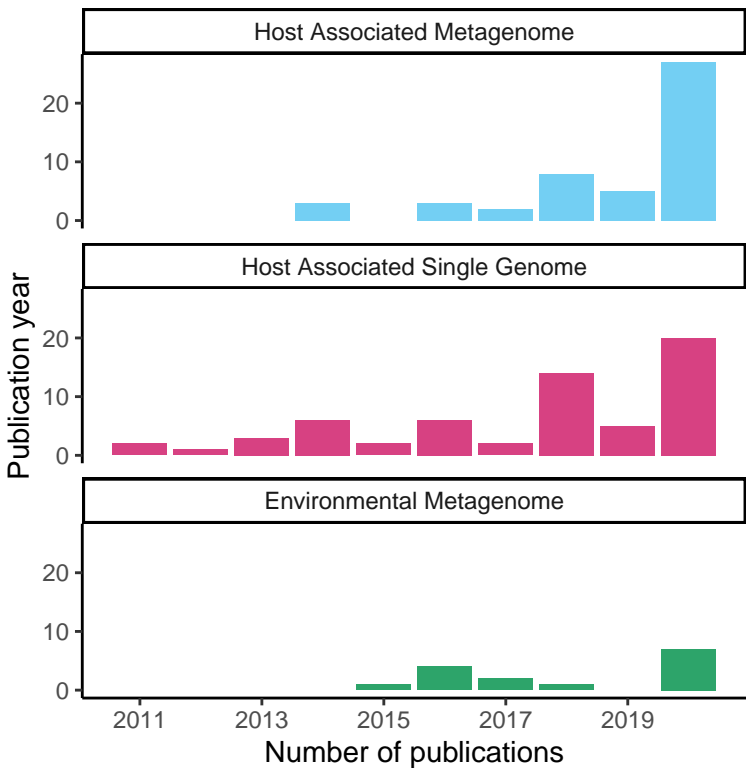 Host Associated Metagenome
20
10
0
Host Associated Single Genome
20
10
0
Environmental Metagenome
20
10
0
2011 2013 2015 2017 2019
Number of publications
Publication year